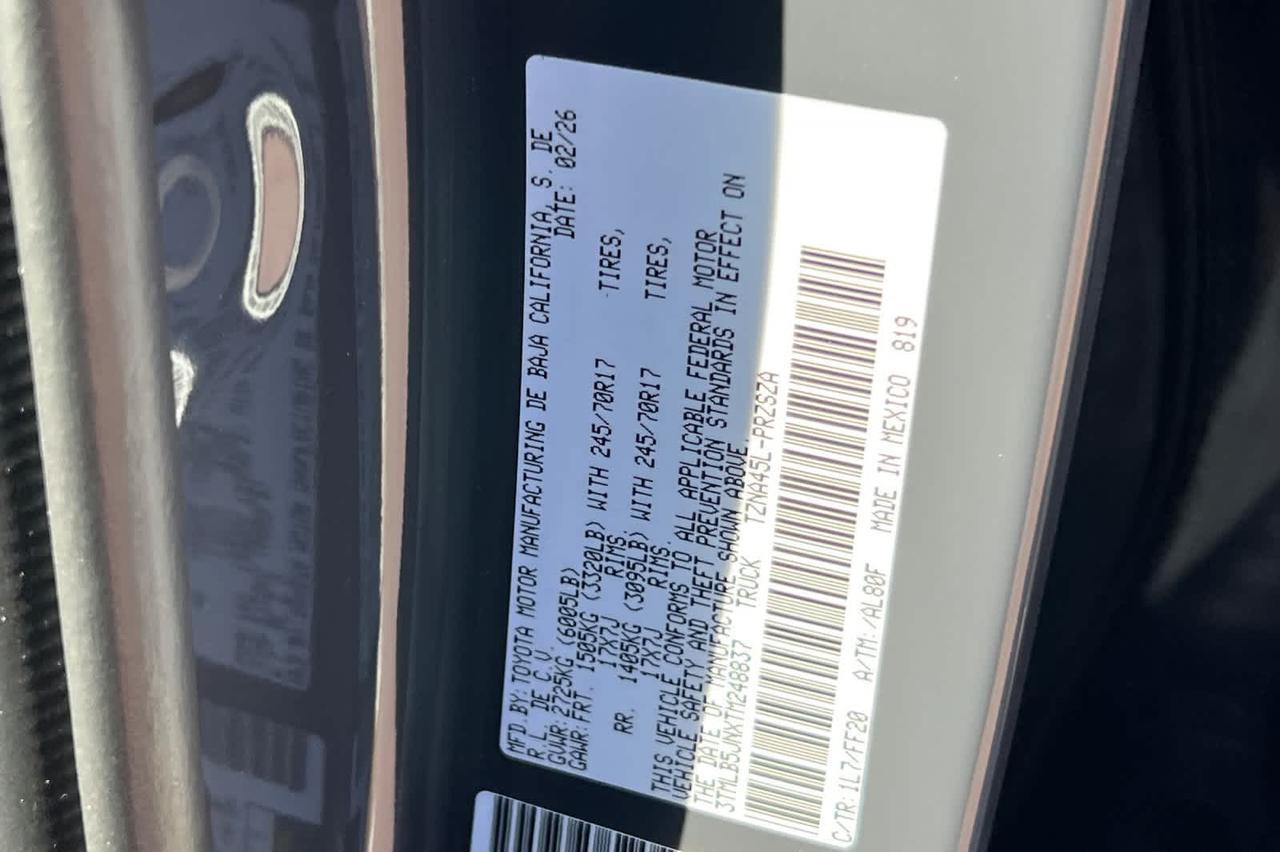 MFD.BY:TOYOTA MOTOR MANUFACTURING DE BAJA CALIFORNIA, S. DE
R.L. DE C.V. DATE: 02/26
GVWR:2725KG (6005LB)
GAWR:FRT. 1505KG (3320LB) WITH 245/70R17 TIRES,
17X7J RIMS.
RR. 1405KG (3095LB) WITH 245/70R17 TIRES,
17X7J RIMS.
THIS VEHICLE CONFORMS TO ALL APPLICABLE FEDERAL MOTOR
VEHICLE SAFETY AND THEFT PREVENTION STANDARDS IN EFFECT ON
THE DATE OF MANUFACTURE SHOWN ABOVE.
3TMLB5JNXTM248837 TRUCK TZNA45L-PRZSZA
C/TR:1L7/FF20 A/TM:/AL80F MADE IN MEXICO 819